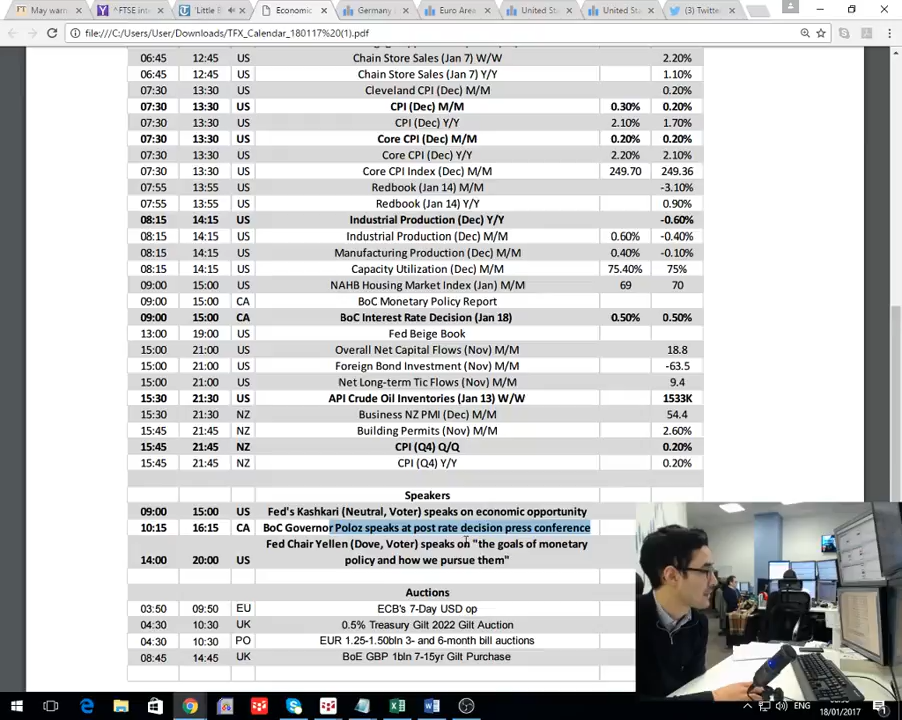 May warn
^FTSE inte
'Little B
Economic
Germany
Euro Area
United St
United Sta
(3) Twitter
file:///C:/Users/User/Downloads/TFX_Calendar_180117%20(1).pdf
06:45 12:45 US Chain Store Sales (Jan 7) W/W 2.20%
06:45 12:45 US Chain Store Sales (Jan 7) Y/Y 1.10%
07:30 13:30 US Cleveland CPI (Dec) M/M 0.20%
07:30 13:30 US CPI (Dec) M/M 0.30% 0.20%
07:30 13:30 US CPI (Dec) Y/Y 2.10% 1.70%
07:30 13:30 US Core CPI (Dec) M/M 0.20% 0.20%
07:30 13:30 US Core CPI (Dec) Y/Y 2.20% 2.10%
07:30 13:30 US Core CPI Index (Dec) M/M 249.70 249.36
07:55 13:55 US Redbook (Jan 14) M/M -3.10%
07:55 13:55 US Redbook (Jan 14) Y/Y 0.90%
08:15 14:15 US Industrial Production (Dec) Y/Y -0.60%
08:15 14:15 US Industrial Production (Dec) M/M 0.60% -0.40%
08:15 14:15 US Manufacturing Production (Dec) M/M 0.40% -0.10%
08:15 14:15 US Capacity Utilization (Dec) M/M 75.40% 75%
09:00 15:00 US NAHB Housing Market Index (Jan) M/M 69 70
09:00 15:00 CA BoC Monetary Policy Report
09:00 15:00 CA BoC Interest Rate Decision (Jan 18) 0.50% 0.50%
13:00 19:00 US Fed Beige Book
15:00 21:00 US Overall Net Capital Flows (Nov) M/M 18.8
15:00 21:00 US Foreign Bond Investment (Nov) M/M -63.5
15:00 21:00 US Net Long-term Tic Flows (Nov) M/M 9.4
15:30 21:30 US API Crude Oil Inventories (Jan 13) W/W 1533K
15:30 21:30 NZ Business NZ PMI (Dec) M/M 54.4
15:45 21:45 NZ Building Permits (Nov) M/M 2.60%
15:45 21:45 NZ CPI (Q4) Q/Q 0.20%
15:45 21:45 NZ CPI (Q4) Y/Y 0.20%
Speakers
09:00 15:00 US Fed's Kashkari (Neutral, Voter) speaks on economic opportunity
10:15 16:15 CA BoC Governor Poloz speaks at post rate decision press conference
Fed Chair Yellen (Dove, Voter) speaks on "the goals of monetary
14:00 20:00 US policy and how we pursue them"
Auctions
03:50 09:50 EU ECB's 7-Day USD op
04:30 10:30 UK 0.5% Treasury Gilt 2022 Gilt Auction
04:30 10:30 PO EUR 1.25-1.50bln 3- and 6-month bill auctions
08:45 14:45 UK BoE GBP 1bln 7-15yr Gilt Purchase
ENG
18/01/2017